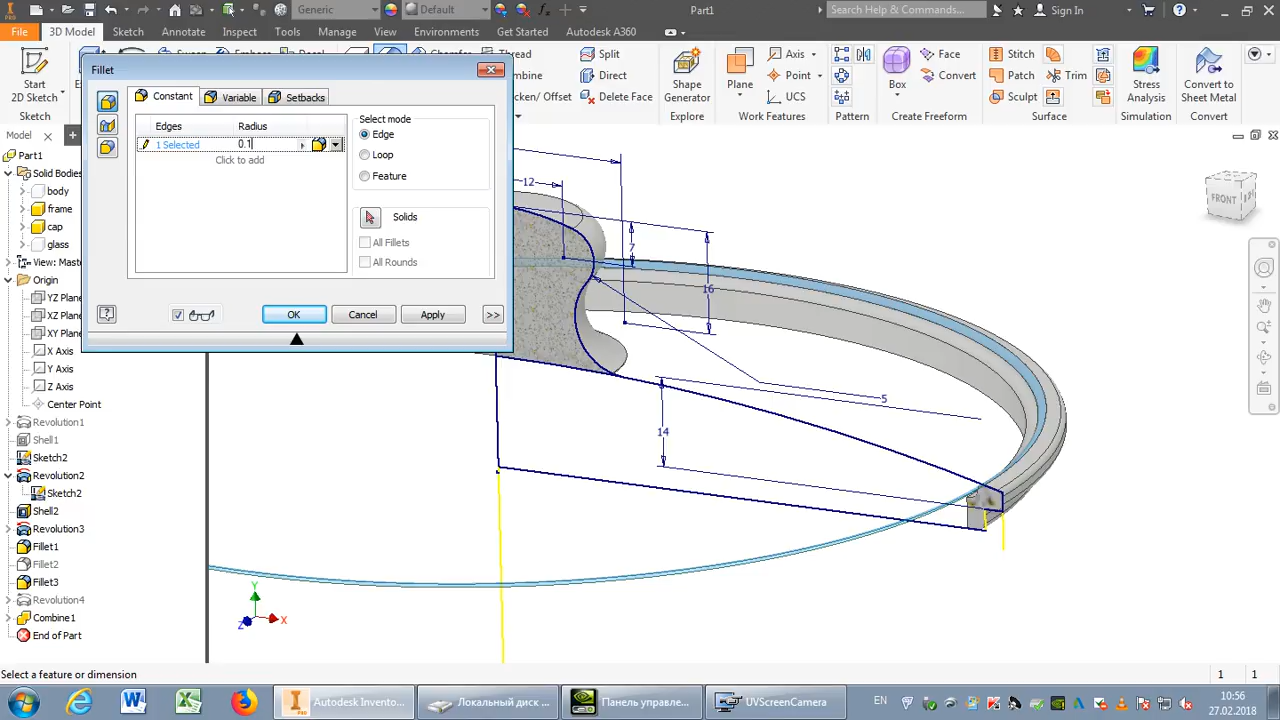 PRO
Generic
Default
Part1
Search Help & Commands...
Sign In
File
3D Model
Sketch
Annotate
Inspect
Tools
Manage
View
Environments
Get Started
Autodesk A360
Start
2D Sketch
Thread
Split
Direct
Delete Face
Shape
Generator
Plane
Axis
Point
UCS
Box
Face
Convert
Stitch
Patch
Sculpt
Trim
Stress
Analysis
Convert to
Sheet Metal
Sketch
Work Features
Pattern
Create Freeform
Surface
Simulation
Convert
Fillet
Constant
Variable
Setbacks
Edges
Radius
1 Selected
0.1
Click to add
Select mode
Edge
Loop
Feature
Solids
All Fillets
All Rounds
OK
Cancel
Apply
>>
Model
Part1
Solid Bodies
body
frame
cap
glass
View: Mast
Origin
YZ Plane
XZ Plane
XY Plane
X Axis
Y Axis
Z Axis
Center Point
Revolution1
Shell1
Sketch2
Revolution2
Sketch2
Shell2
Revolution3
Fillet1
Fillet2
Fillet3
Revolution4
Combine1
End of Part
12
7
16
5
14
FRONT
Y
X
Z
Select a feature or dimension
1
1
Autodesk Invento...
Локальный диск ...
Панель управле...
UVScreenCamera
EN
10:56
27.02.2018